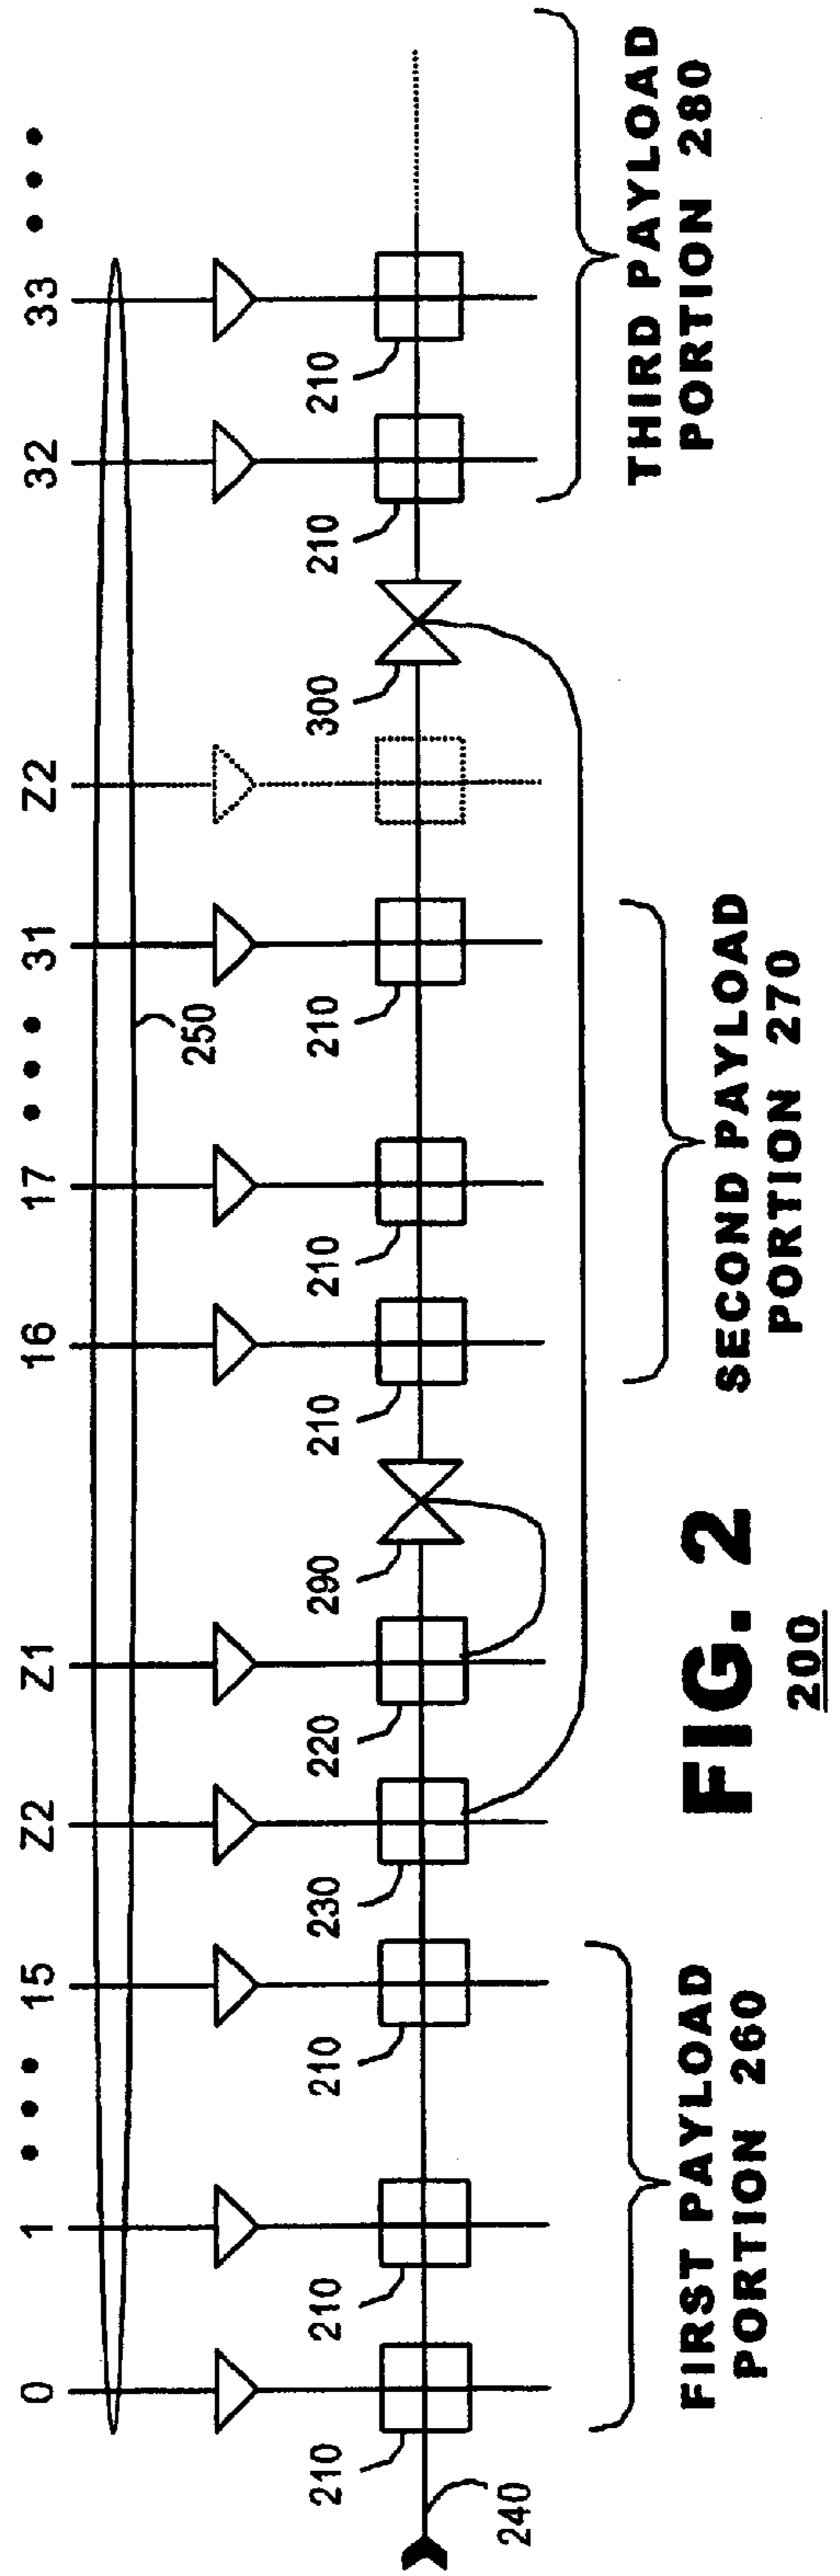 0 1 • • • 15 Z2 Z1 16 17 • • • 31 Z2 32 33 • • •
250
210 210 210 230 220 290 210 210 210 300 210 210
240
FIRST PAYLOAD
PORTION 260
SECOND PAYLOAD
PORTION 270
THIRD PAYLOAD
PORTION 280
FIG. 2
200